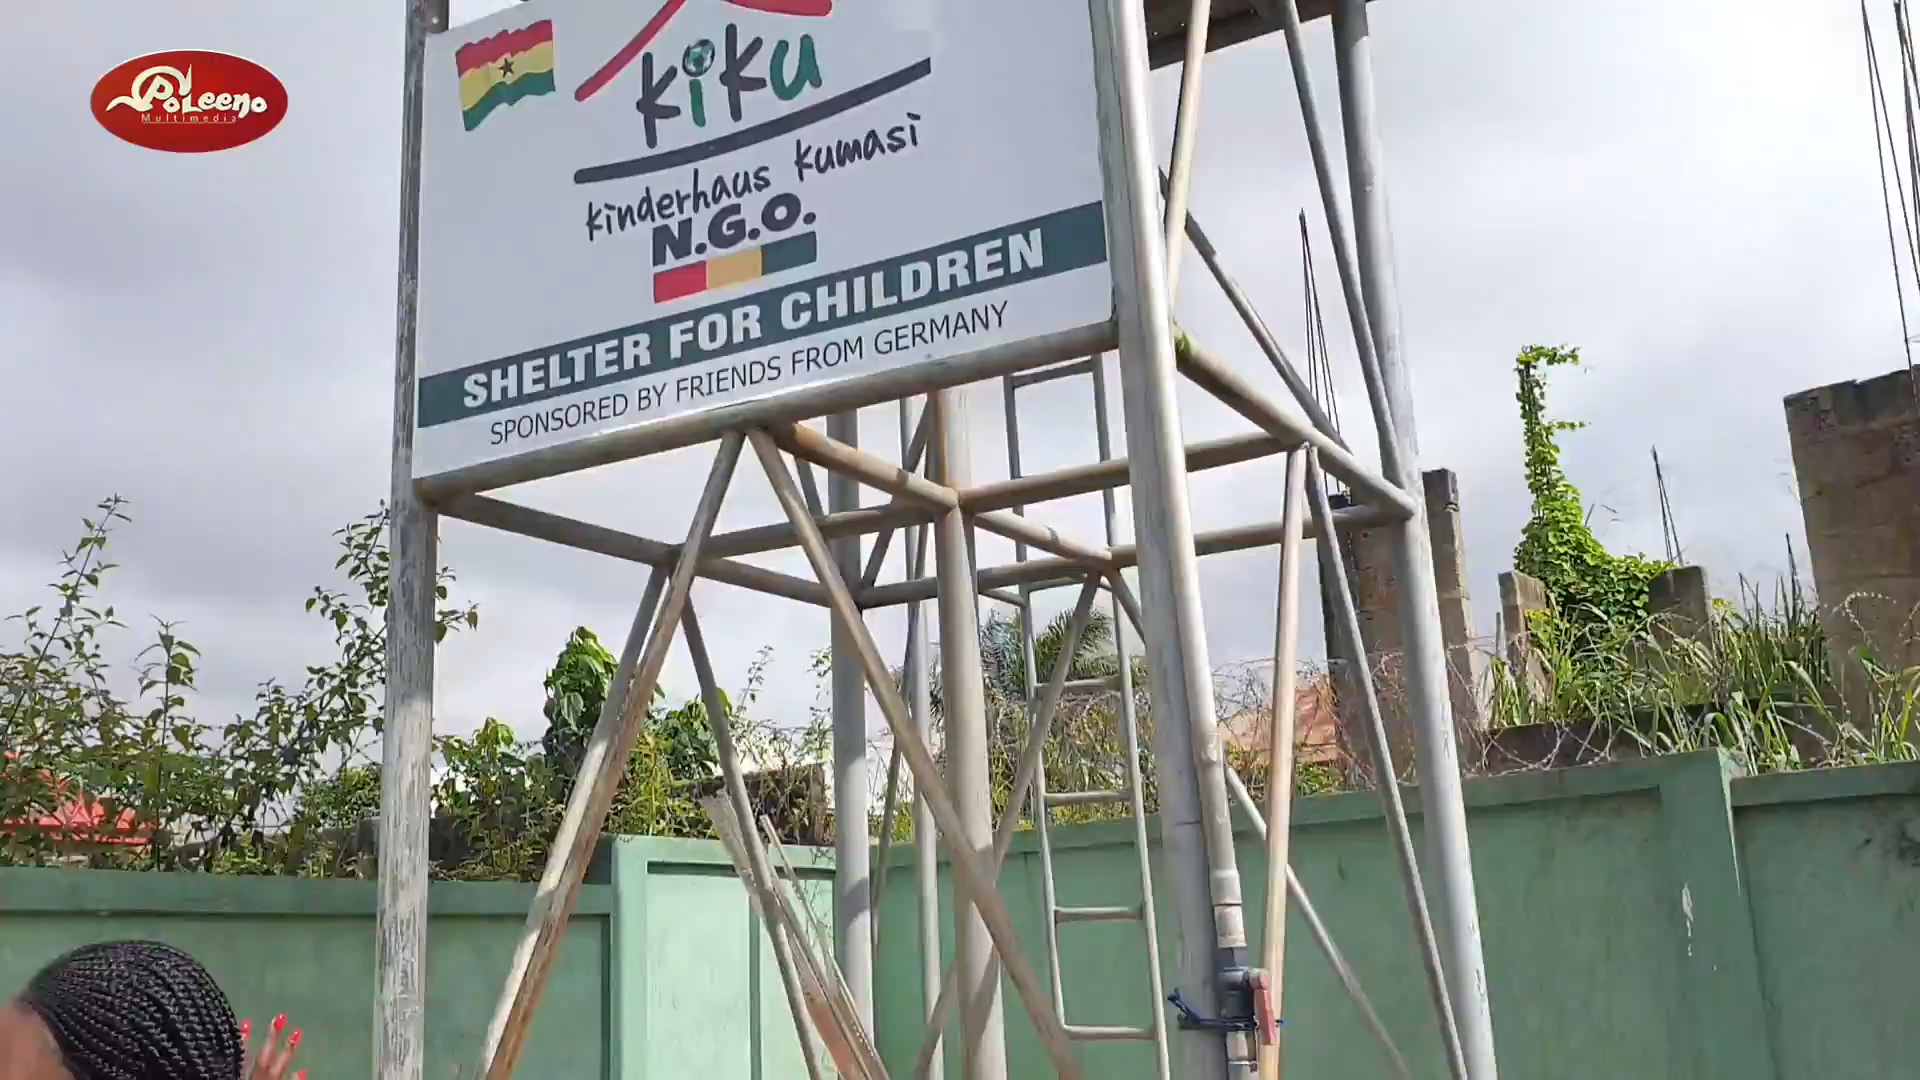 PoLeeno
Multimedia
kiku
kinderhaus kumasi
N.G.O.
SHELTER FOR CHILDREN
SPONSORED BY FRIENDS FROM GERMANY